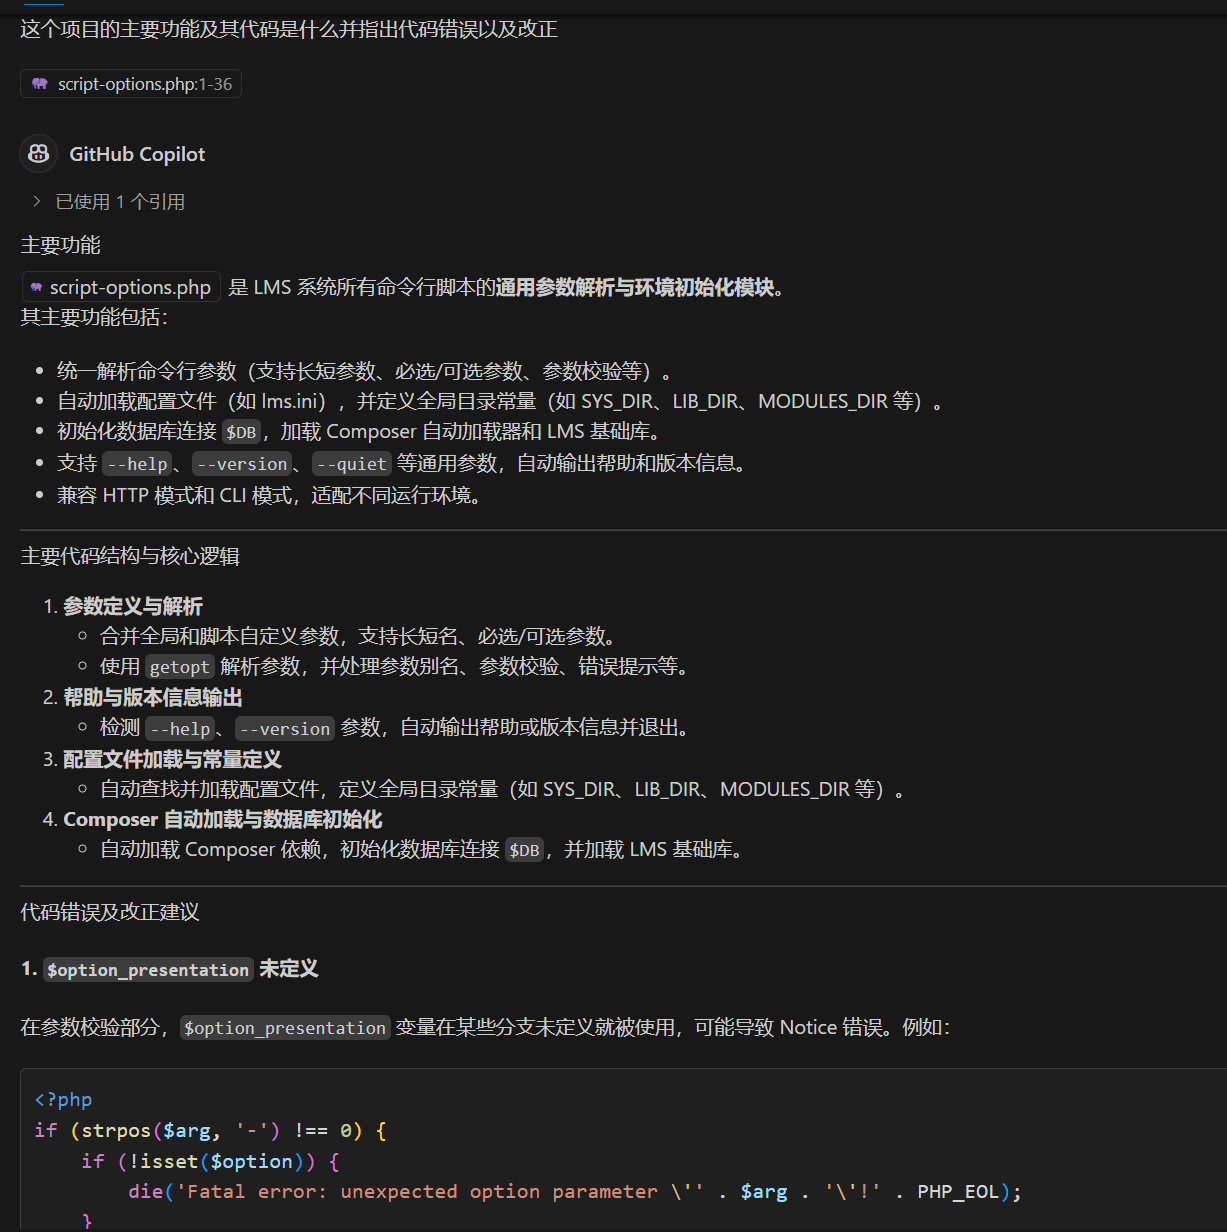 这个项目的主要功能及其代码是什么并指出代码错误以及改正
script-options.php:1-36
GitHub Copilot
已使用 1 个引用
主要功能
script-options.php 是 LMS 系统所有命令行脚本的通用参数解析与环境初始化模块。
其主要功能包括：
• 统一解析命令行参数（支持长短参数、必选/可选参数、参数校验等）。
• 自动加载配置文件（如 lms.ini），并定义全局目录常量（如 SYS_DIR、LIB_DIR、MODULES_DIR 等）。
• 初始化数据库连接 $DB，加载 Composer 自动加载器和 LMS 基础库。
• 支持 --help、--version、--quiet 等通用参数，自动输出帮助和版本信息。
• 兼容 HTTP 模式和 CLI 模式，适配不同运行环境。
主要代码结构与核心逻辑
1. 参数定义与解析
◦ 合并全局和脚本自定义参数，支持长短名、必选/可选参数。
◦ 使用 getopt 解析参数，并处理参数别名、参数校验、错误提示等。
2. 帮助与版本信息输出
◦ 检测 --help、--version 参数，自动输出帮助或版本信息并退出。
3. 配置文件加载与常量定义
◦ 自动查找并加载配置文件，定义全局目录常量（如 SYS_DIR、LIB_DIR、MODULES_DIR 等）。
4. Composer 自动加载与数据库初始化
◦ 自动加载 Composer 依赖，初始化数据库连接 $DB，并加载 LMS 基础库。
代码错误及改正建议
1. $option_presentation 未定义
在参数校验部分，$option_presentation 变量在某些分支未定义就被使用，可能导致 Notice 错误。例如：
<?php
if (strpos($arg, '-') !== 0) {
if (!isset($option)) {
die('Fatal error: unexpected option parameter \'' . $arg . '\'!' . PHP_EOL);
}